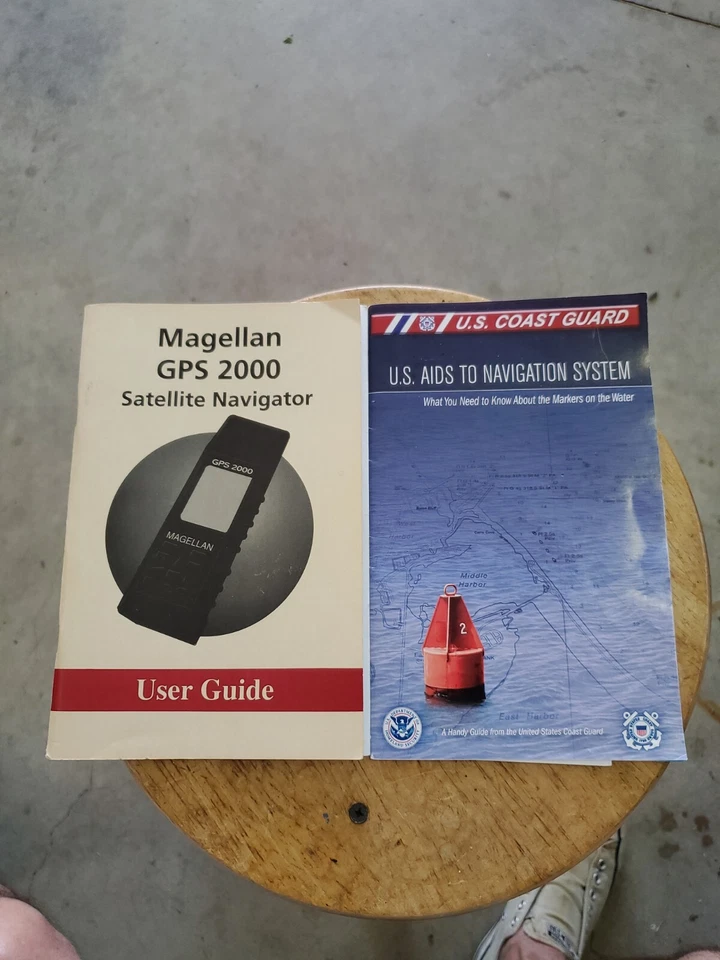 Magellan
GPS 2000
Satellite Navigator
GPS 2000
MAGELLAN
User Guide
U.S. COAST GUARD
U.S. AIDS TO NAVIGATION SYSTEM
What You Need to Know About the Markers on the Water
Middle
Harbor
2
East Harbor
A Handy Guide from the United States Coast Guard